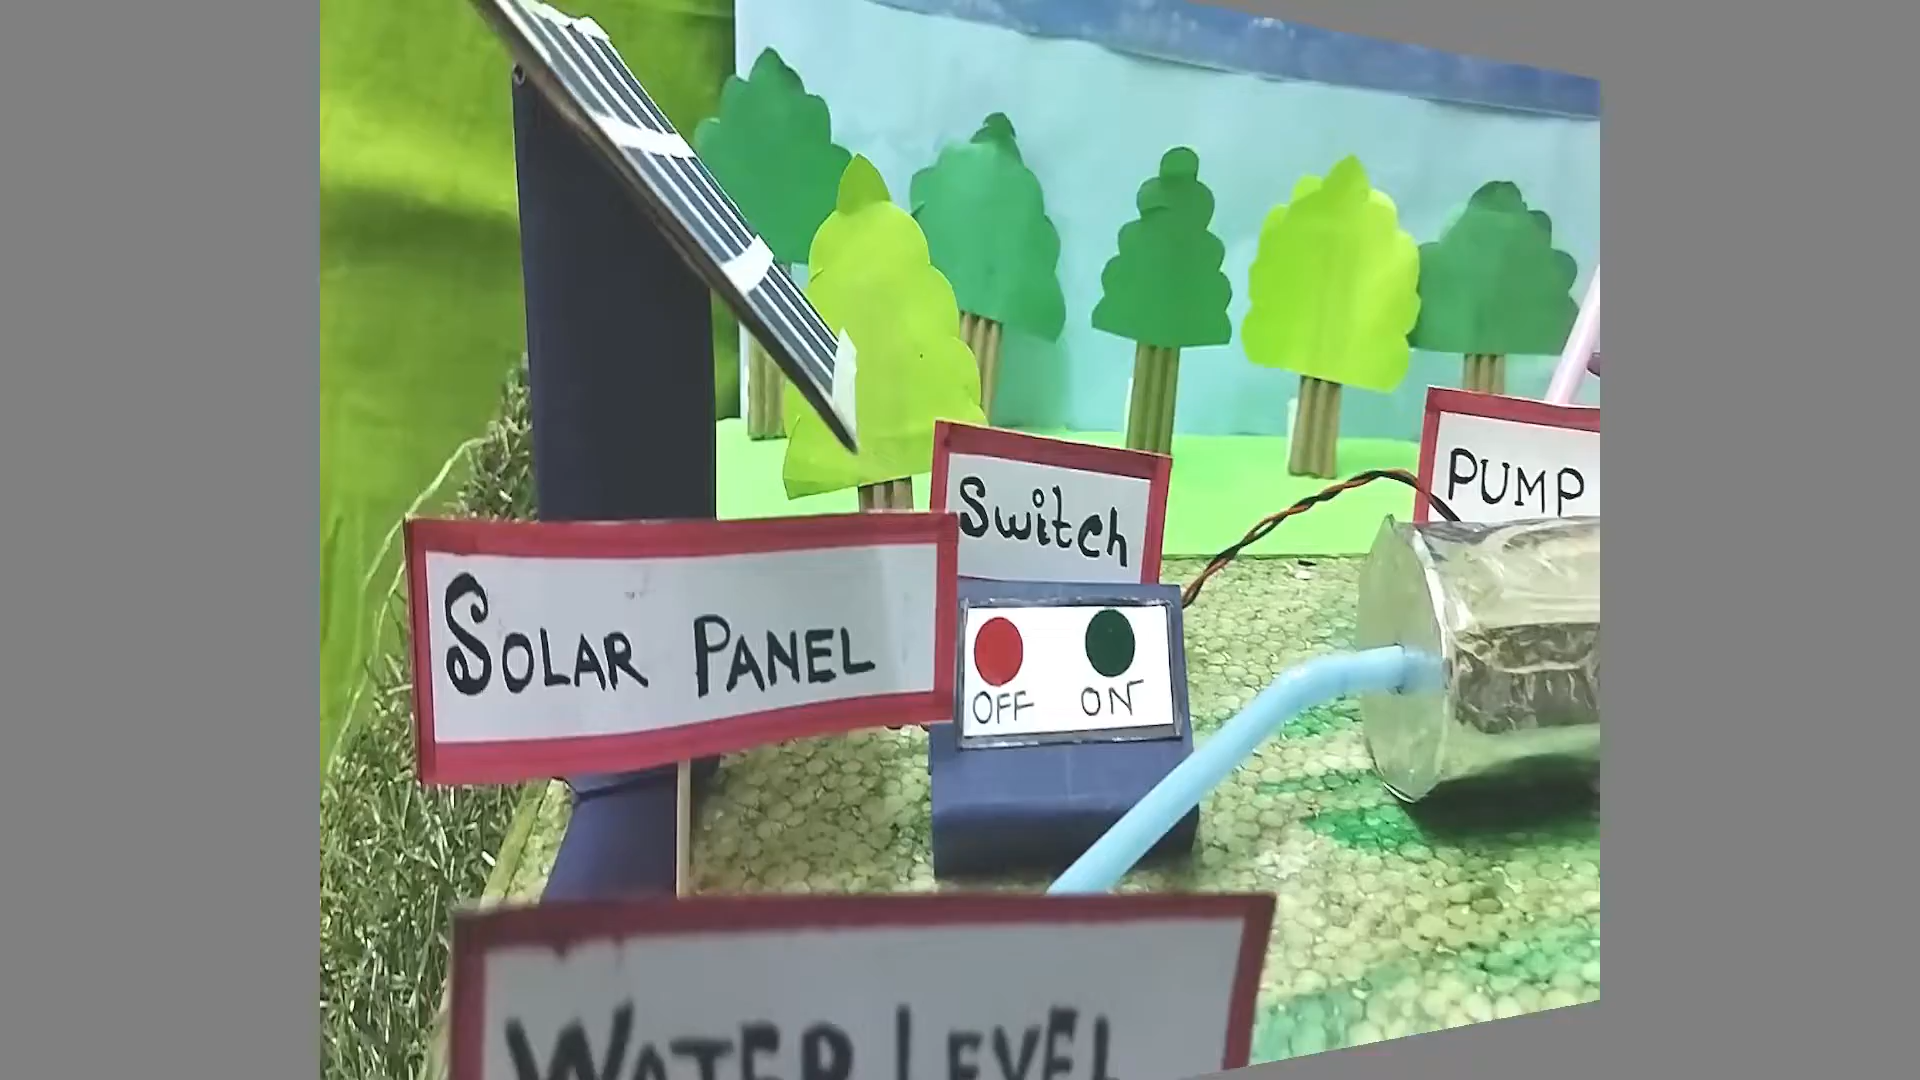 Switch
PUMP
SOLAR PANEL
OFF
ON
WATER LEVEL